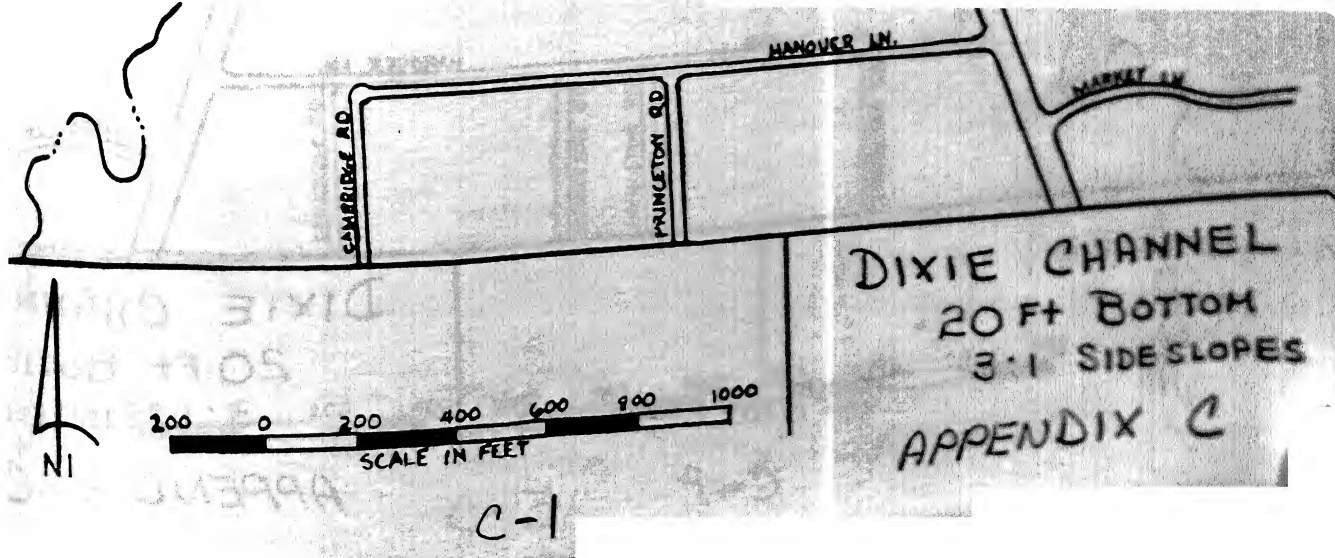 HANOVER LN.
MARKET LN
CAMBRIDGE RD
PRINCETON RD
DIXIE CHANNEL
20 Ft BOTTOM
3:1 SIDESLOPES
APPENDIX C
200 0 200 400 600 800 1000
SCALE IN FEET
N
C-1